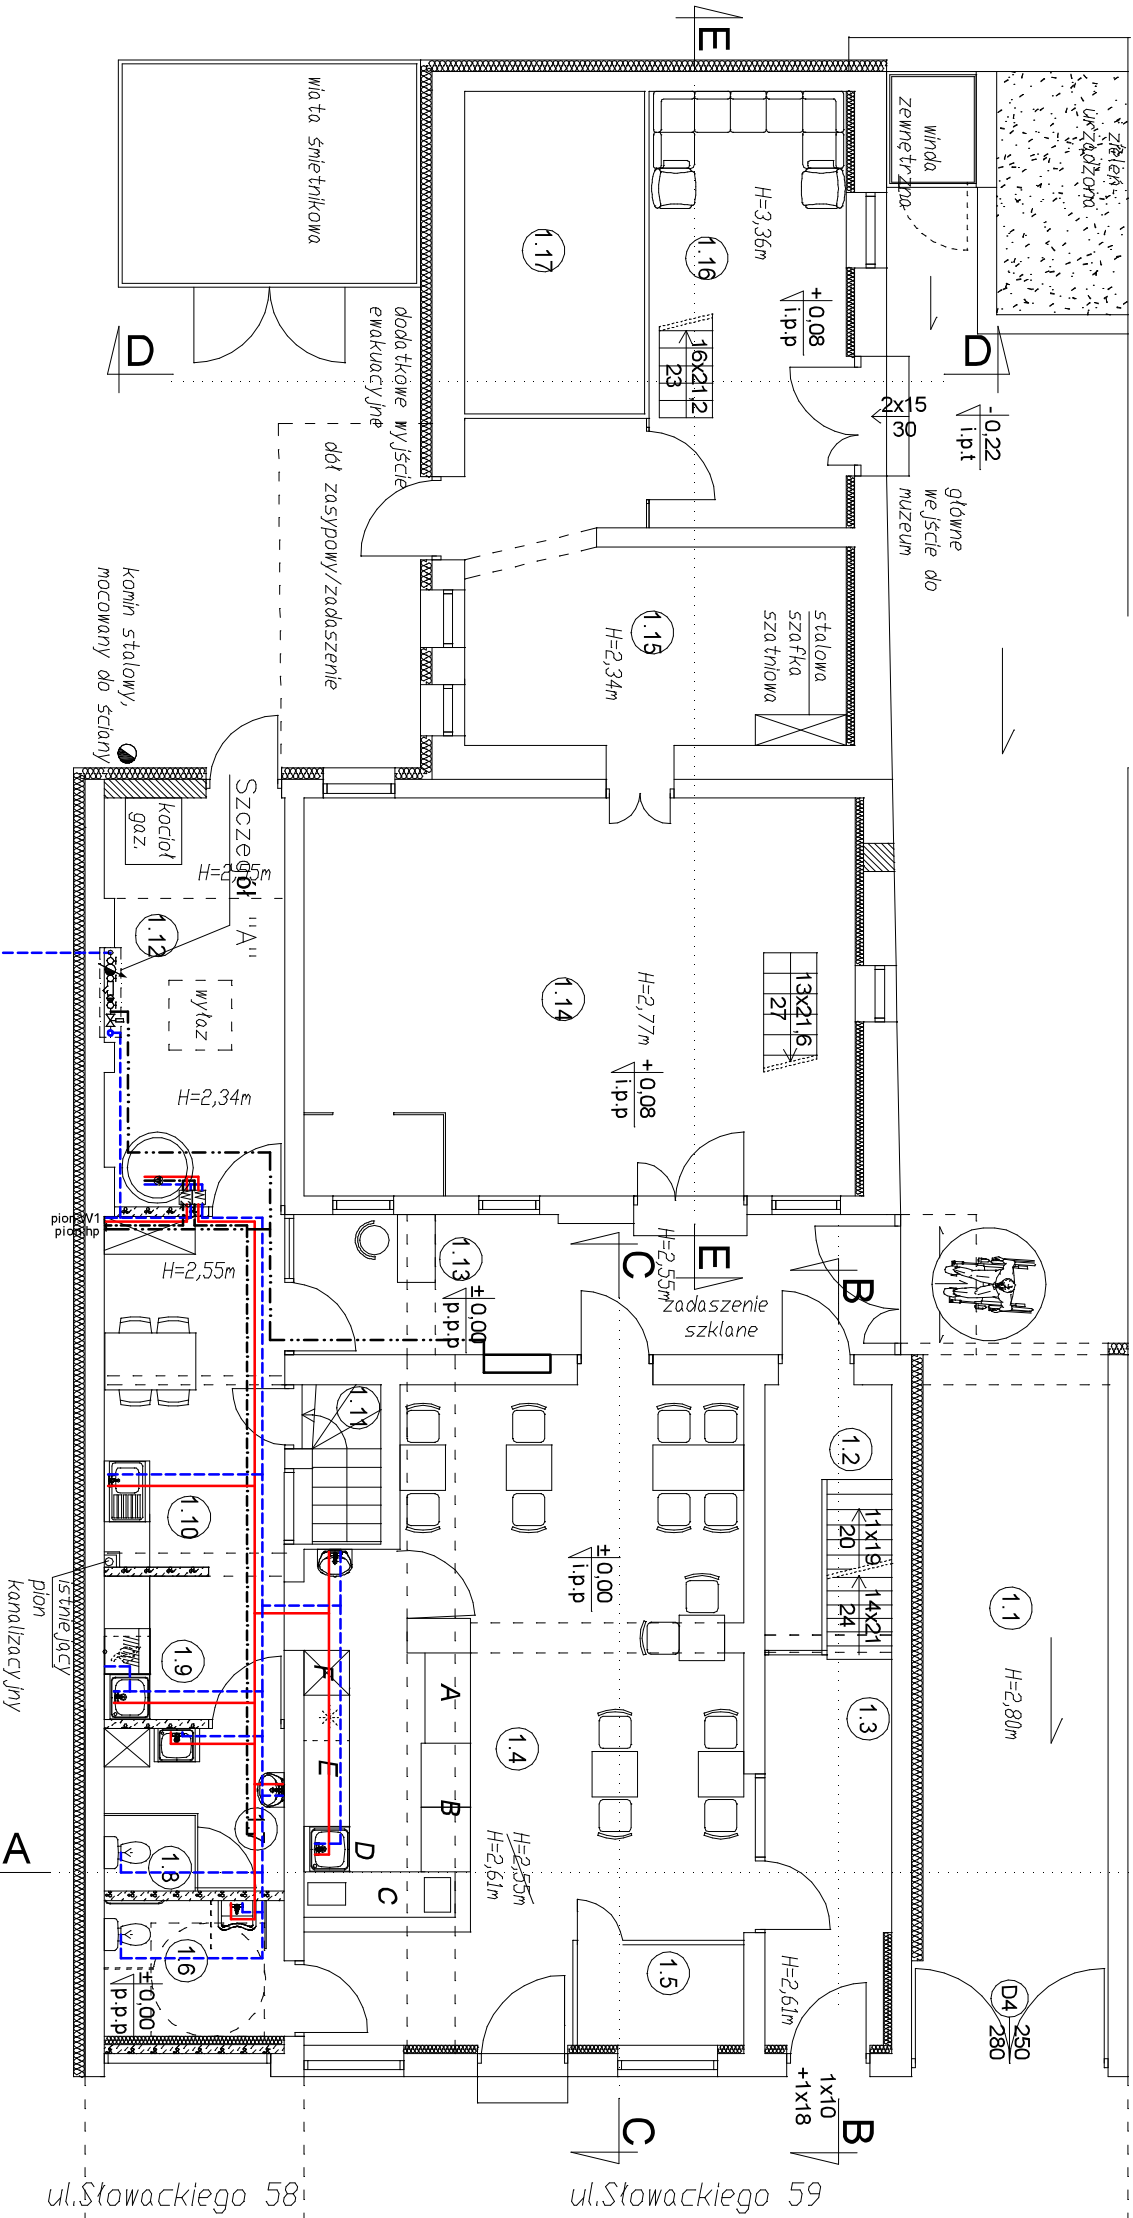 E
wiata śmietnikowa
winda
zewnętrzna
zieleń
urządzona
H=3,36m
1.17
1.16
+0,08
i.p.p
16x21,2
23
D
D
dodatkowe wyjście
ewakuacyjne
2x15
30
-0,22
i.p.t
główne
wejście do
muzeum
dół zasypowy/zadaszenie
komin stalowy,
mocowany do ściany
1.15
H=2,34m
stalowa
szafka
szatniowa
kocioł
gaz.
Szczegół "A"
H=2,55m
1.12
właz
H=2,34m
1.14
H=2,77m
+0,08
i.p.p
13x21,6
27
pion W1
pion hp
H=2,55m
1.13
±0,00
p.p.p
C
E
H=2,55m
zadaszenie
szklane
B
1.11
1.2
11x19
20
14x21
24
1.1
H=2,80m
1.10
istniejący
pion
kanalizacyjny
±0,00
i.p.p
1.9
F
E
A
B
D
C
1.4
H=2,55m
H=2,61m
1.3
1.7
1.8
A
1.6
±0,00
p.p.p
1.5
H=2,61m
D4
250
280
1x10
+1x18
C
B
ul.Słowackiego 58
ul.Słowackiego 59